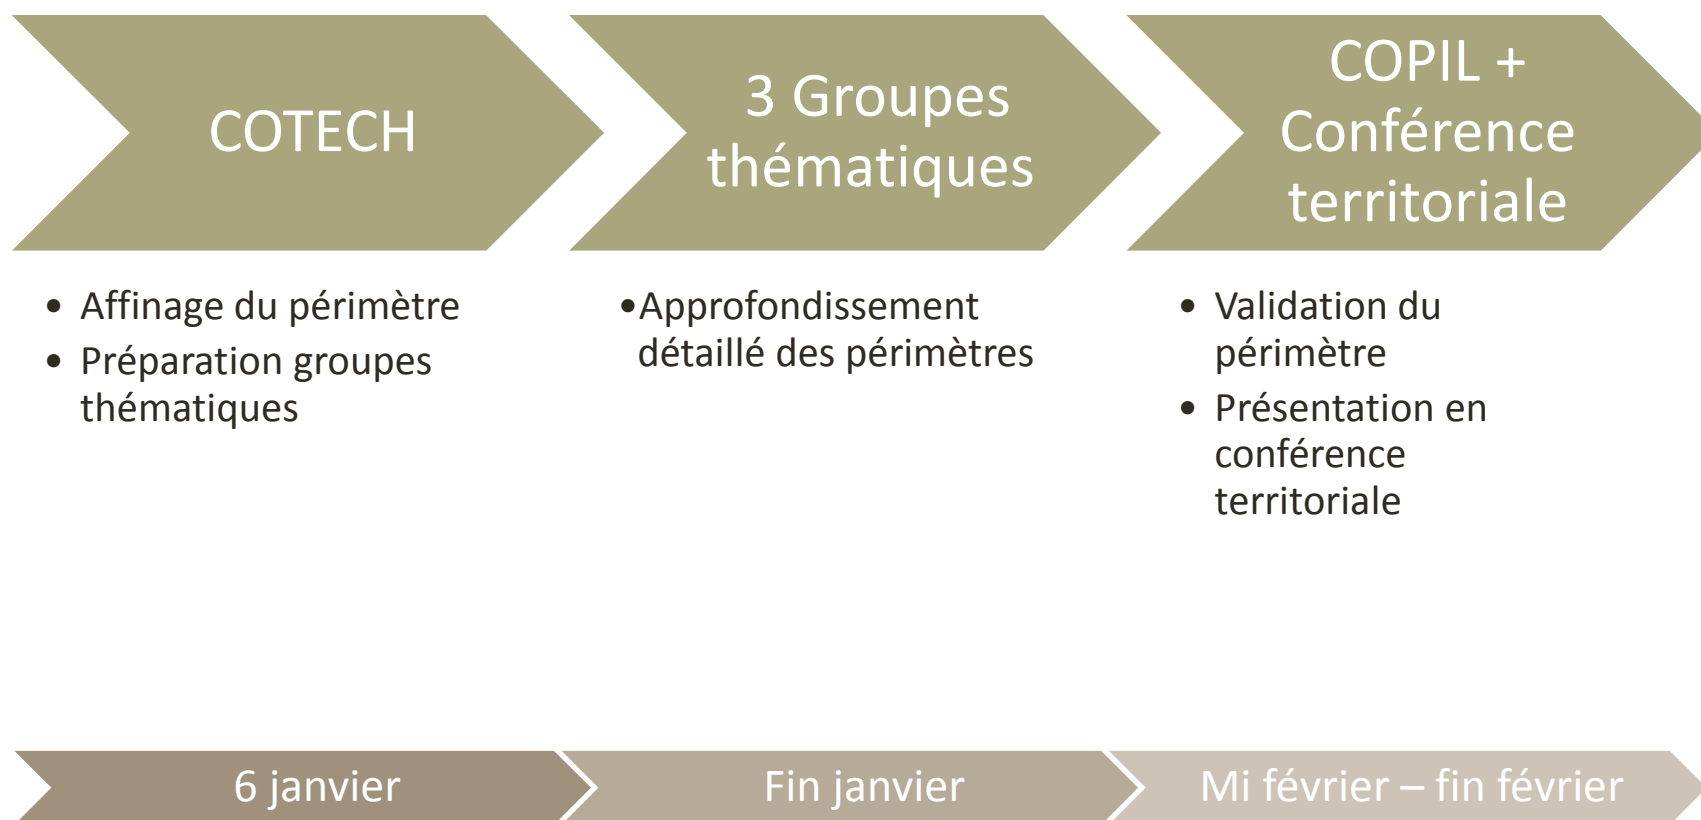 COTECH
3 Groupes
thématiques
COPIL +
Conférence
territoriale
• Affinage du périmètre
• Préparation groupes
thématiques
•Approfondissement
détaillé des périmètres
• Validation du
périmètre
• Présentation en
conférence
territoriale
6 janvier
Fin janvier
Mi février – fin février